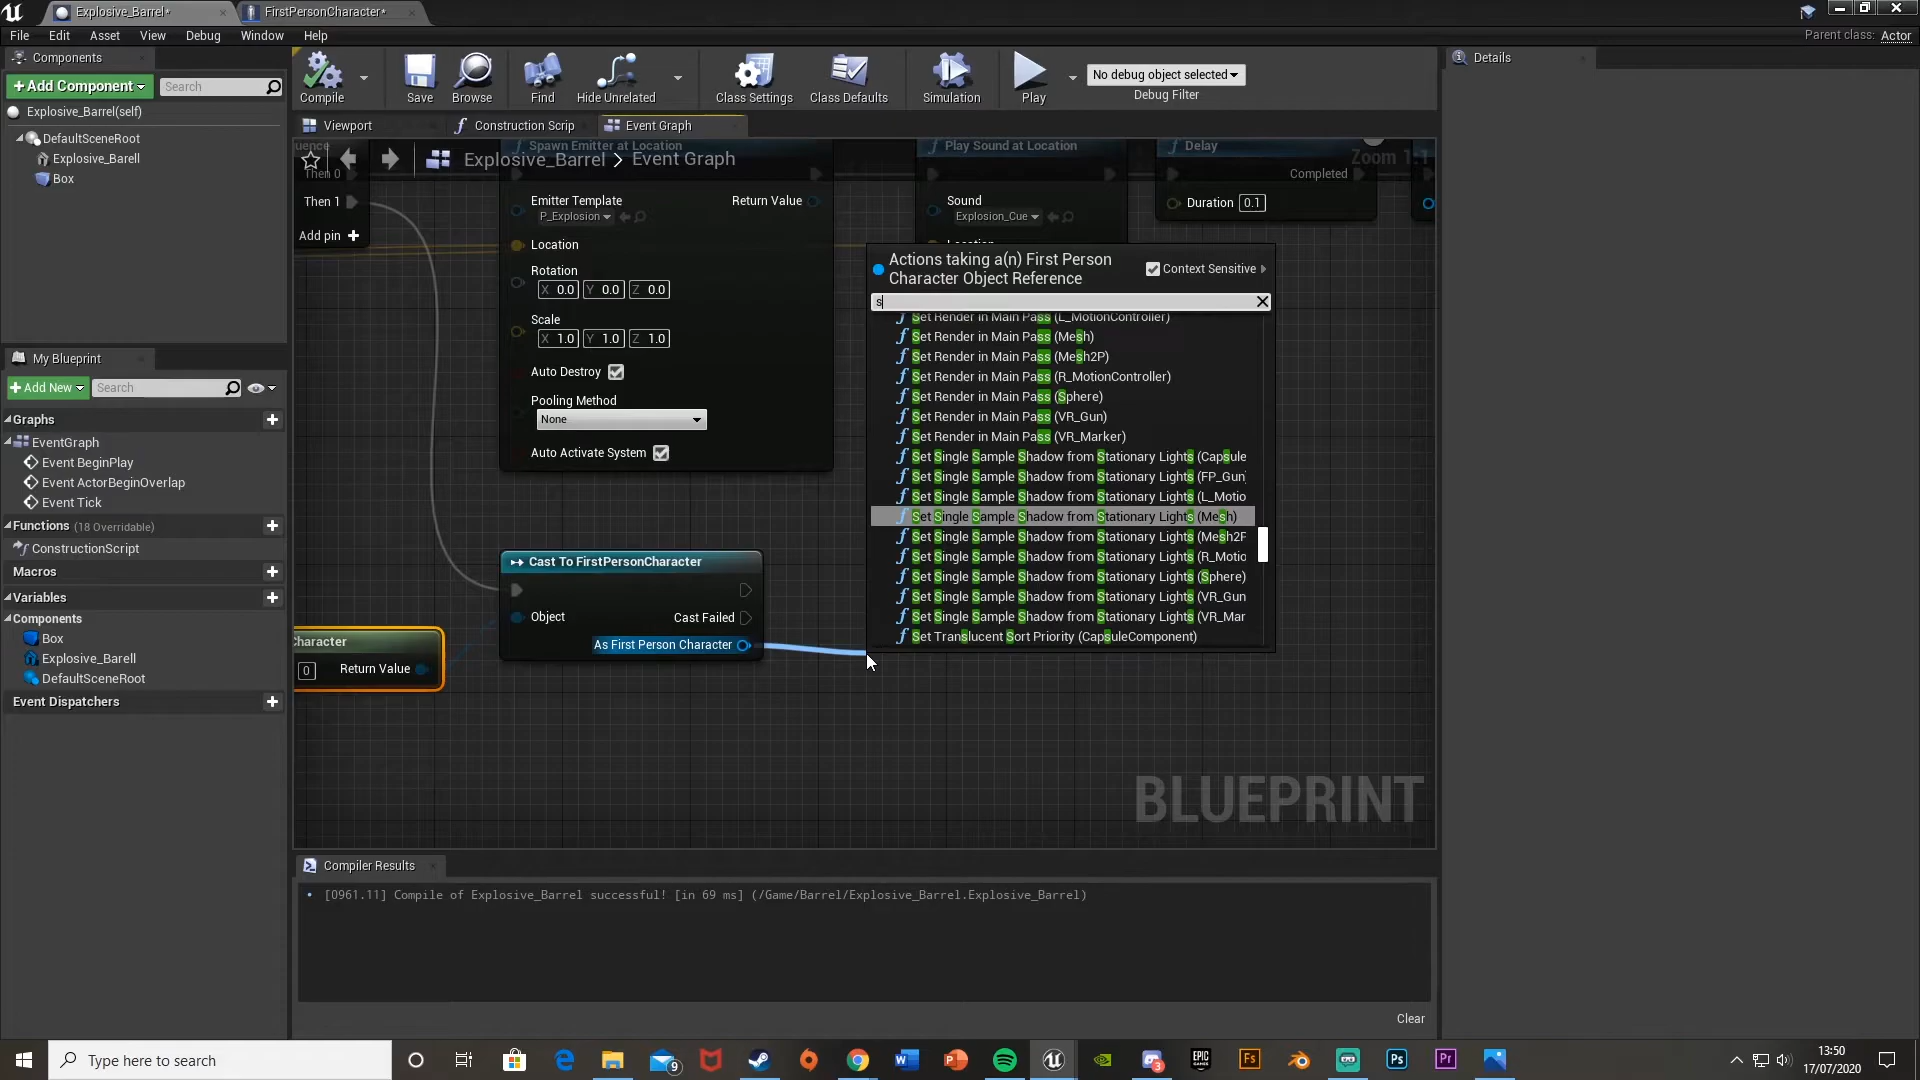 Explosive_Barrel*
FirstPersonCharacter*
File
Edit
Asset
View
Debug
Window
Help
Parent class: Actor
Components
+Add Component
Search
Explosive_Barrel(self)
DefaultSceneRoot
Explosive_Barell
Box
Compile
Save
Browse
Find
Hide Unrelated
Class Settings
Class Defaults
Simulation
Play
No debug object selected
Debug Filter
Details
Viewport
Construction Scrip
Event Graph
Explosive_Barrel > Event Graph
Zoom 1:1
uence
Then 0
Then 1
Add pin +
Spawn Emitter at Location
Emitter Template
P_Explosion
Return Value
Location
Rotation
X 0.0 Y 0.0 Z 0.0
Scale
X 1.0 Y 1.0 Z 1.0
Auto Destroy
Pooling Method
None
Auto Activate System
Play Sound at Location
Sound
Explosion_Cue
Delay
Completed
Duration 0.1
Actions taking a(n) First Person
Character Object Reference
Context Sensitive
s
Set Render in Main Pass (L_MotionController)
Set Render in Main Pass (Mesh)
Set Render in Main Pass (Mesh2P)
Set Render in Main Pass (R_MotionController)
Set Render in Main Pass (Sphere)
Set Render in Main Pass (VR_Gun)
Set Render in Main Pass (VR_Marker)
Set Single Sample Shadow from Stationary Lights (Capsule
Set Single Sample Shadow from Stationary Lights (FP_Gun)
Set Single Sample Shadow from Stationary Lights (L_Motio
Set Single Sample Shadow from Stationary Lights (Mesh)
Set Single Sample Shadow from Stationary Lights (Mesh2P
Set Single Sample Shadow from Stationary Lights (R_Motio
Set Single Sample Shadow from Stationary Lights (Sphere)
Set Single Sample Shadow from Stationary Lights (VR_Gun
Set Single Sample Shadow from Stationary Lights (VR_Mar
Set Translucent Sort Priority (CapsuleComponent)
Cast To FirstPersonCharacter
Object
Cast Failed
As First Person Character
Character
0
Return Value
BLUEPRINT
My Blueprint
+Add New
Search
Graphs
EventGraph
Event BeginPlay
Event ActorBeginOverlap
Event Tick
Functions (18 Overridable)
ConstructionScript
Macros
Variables
Components
Box
Explosive_Barell
DefaultSceneRoot
Event Dispatchers
Compiler Results
[0961.11] Compile of Explosive_Barrel successful! [in 69 ms] (/Game/Barrel/Explosive_Barrel.Explosive_Barrel)
Clear
Type here to search
13:50
17/07/2020